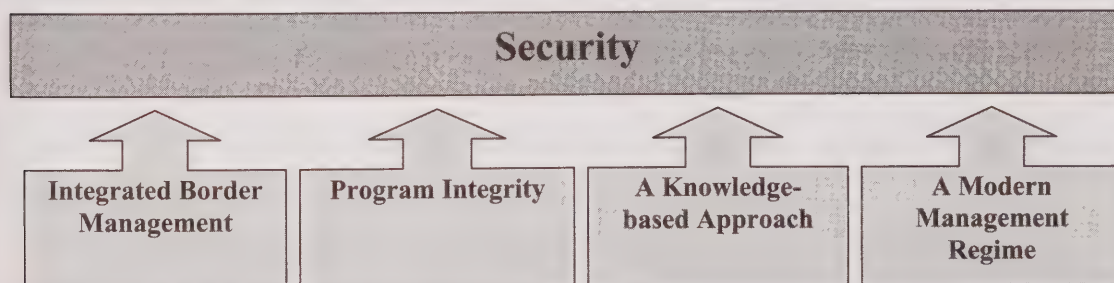 Security
Integrated Border
Management
Program Integrity
A Knowledge-
based Approach
A Modern
Management
Regime